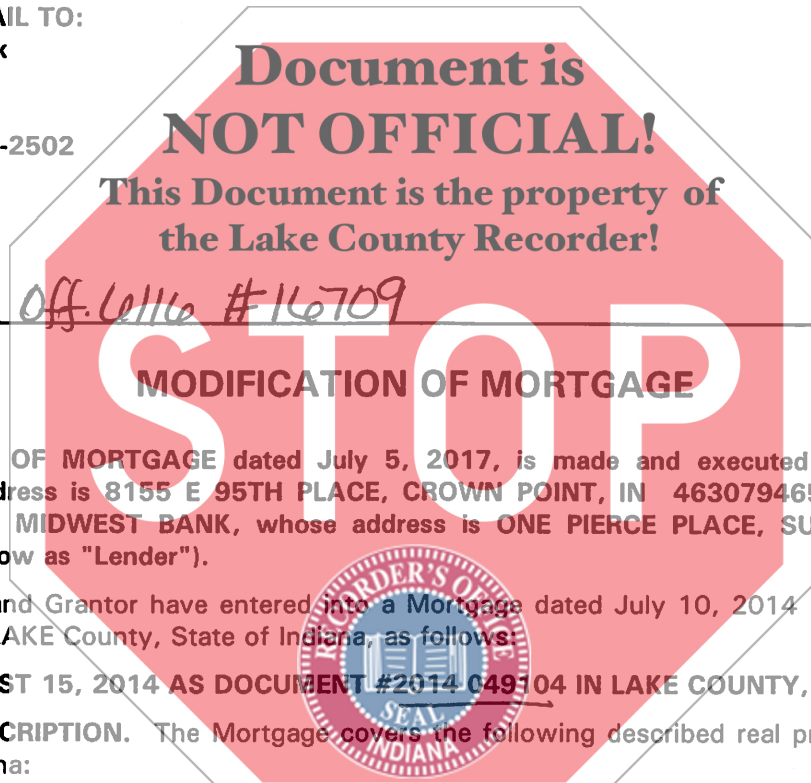 AIL TO:
-2502
Document is
NOT OFFICIAL!
This Document is the property of
the Lake County Recorder!
#16709
STOP
MODIFICATION OF MORTGAGE
OF MORTGAGE dated July 5, 2017, is made and executed
dress is 8155 E 95TH PLACE, CROWN POINT, IN 46307946
MIDWEST BANK, whose address is ONE PIERCE PLACE, SU
ow as "Lender").
nd Grantor have entered into a Mortgage dated July 10, 2014
AKE County, State of Indiana, as follows:
ST 15, 2014 AS DOCUMENT #2014 049104 IN LAKE COUNTY,
CRIPTION. The Mortgage covers the following described real pr
na:
RECORDER'S OFFICE
SEAL
INDIANA